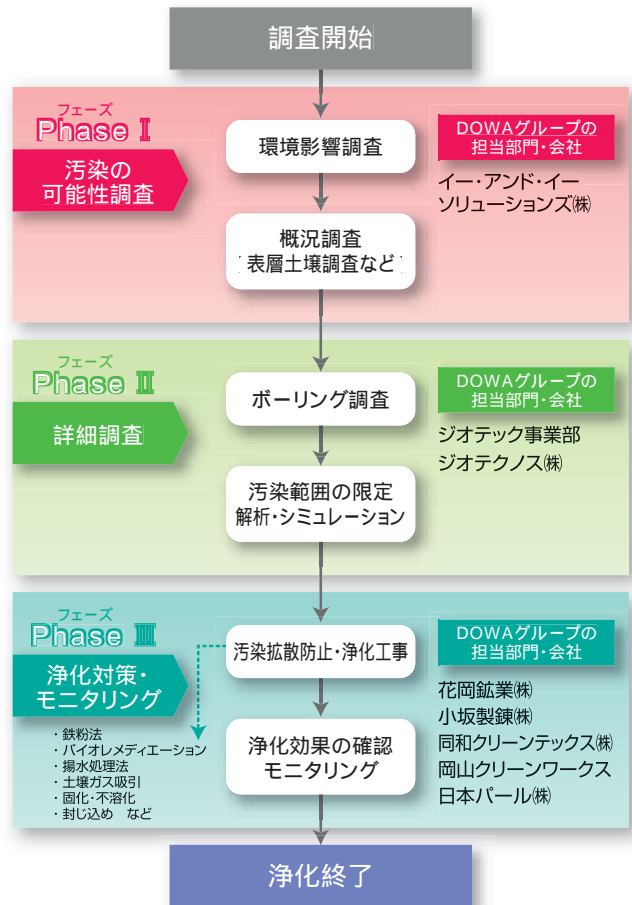 調査開始
フェーズ
Phase Ⅰ
汚染の
可能性調査
環境影響調査
概況調査
(表層土壌調査など)
DOWAグループの
担当部門・会社
イー・アンド・イー
ソリューションズ㈱
フェーズ
Phase Ⅱ
詳細調査
ボーリング調査
汚染範囲の限定
解析・シミュレーション
DOWAグループの
担当部門・会社
ジオテック事業部
ジオテクノス㈱
フェーズ
Phase Ⅲ
浄化対策・
モニタリング
・鉄粉法
・バイオレメディエーション
・揚水処理法
・土壌ガス吸引
・固化・不溶化
・封じ込め など
汚染拡散防止・浄化工事
浄化効果の確認
モニタリング
DOWAグループの
担当部門・会社
花岡鉱業㈱
小坂製錬㈱
同和クリーンテックス㈱
岡山クリーンワークス
日本パール㈱
浄化終了